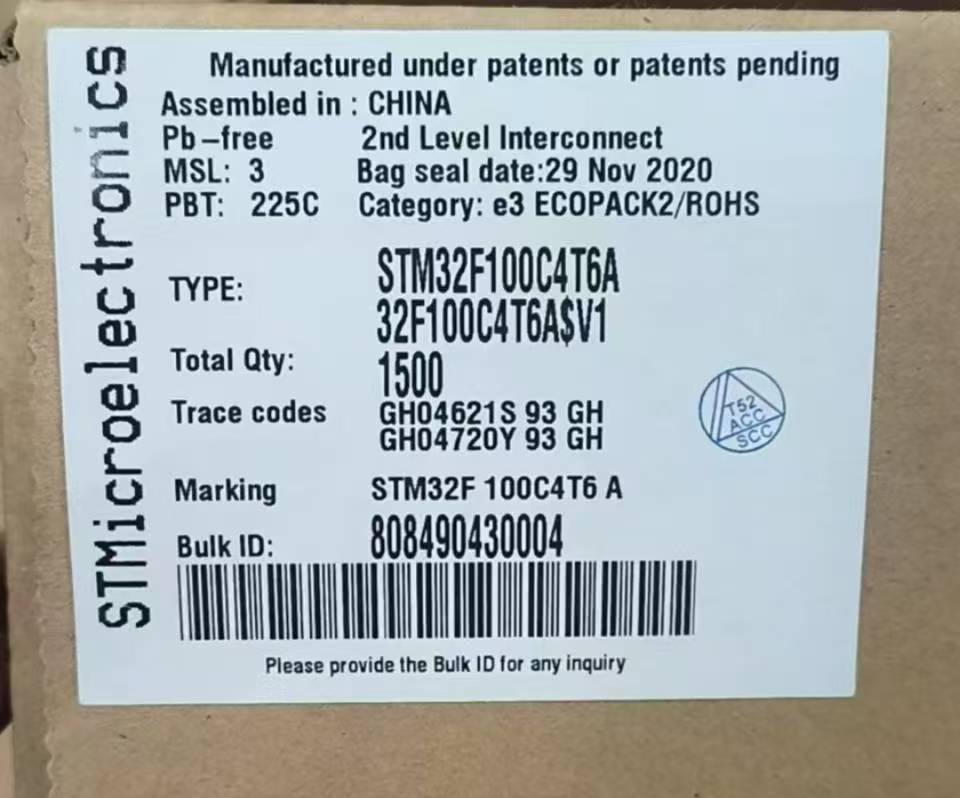 STMicroelectronics
Manufactured under patents or patents pending
Assembled in : CHINA
Pb-free 2nd Level Interconnect
MSL: 3 Bag seal date:29 Nov 2020
PBT: 225C Category: e3 ECOPACK2/ROHS
TYPE: STM32F100C4T6A
32F100C4T6A$V1
Total Qty: 1500
Trace codes GH04621S 93 GH
GH04720Y 93 GH
T52
ACC
SCC
Marking STM32F 100C4T6 A
Bulk ID: 808490430004
Please provide the Bulk ID for any inquiry